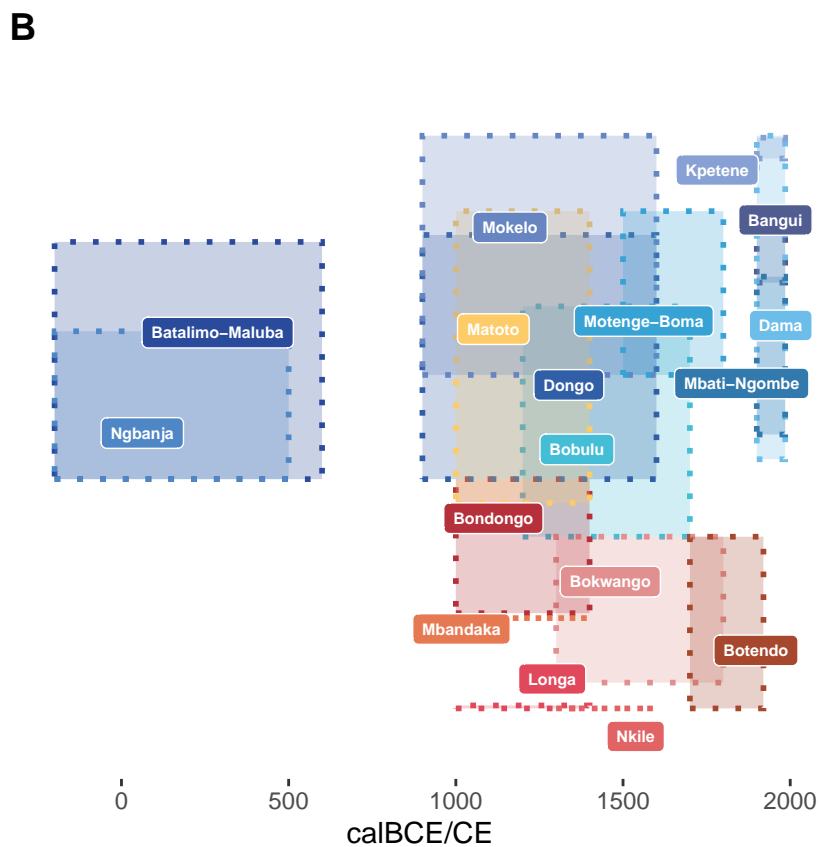 B
Kpetene
Bangui
Mokelo
Motenge–Boma
Dama
Matoto
Batalimo–Maluba
Mbati–Ngombe
Dongo
Ngbanja
Bobulu
Bondongo
Bokwango
Mbandaka
Botendo
Longa
Nkile
0 500 1000 1500 2000
calBCE/CE